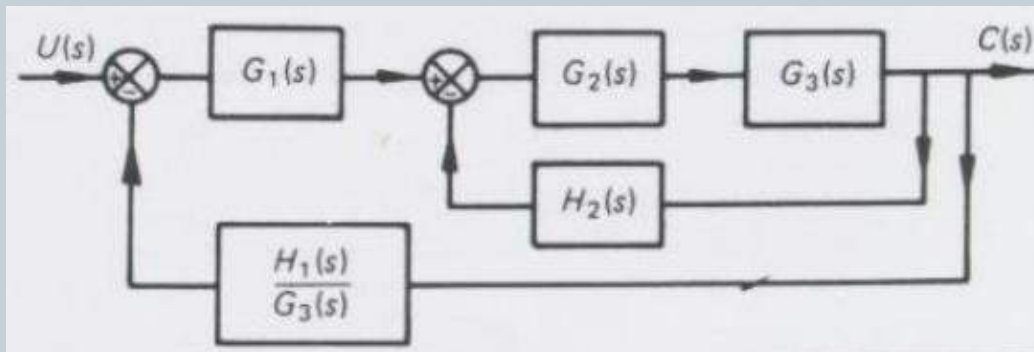 U(s)
G₁(s)
G₂(s)
G₃(s)
C(s)
+
−
+
−
H₂(s)
H₁(s)
G₃(s)